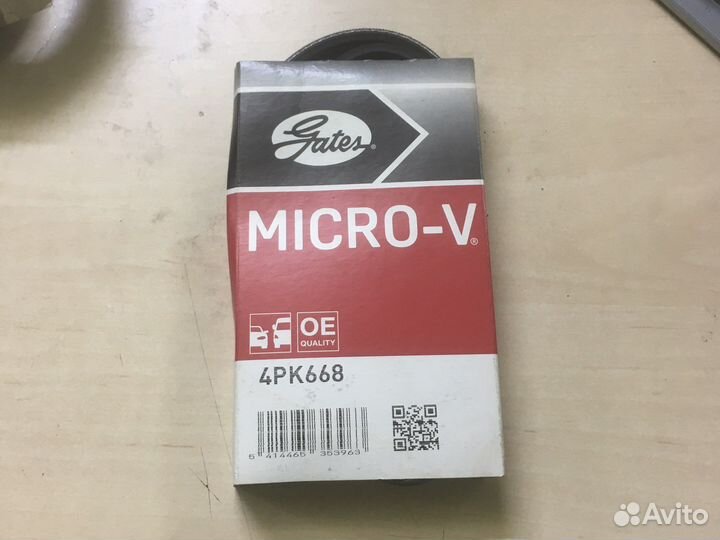 Gates®
MICRO-V®
OE
QUALITY
4PK668
5 414465 353963
Avito